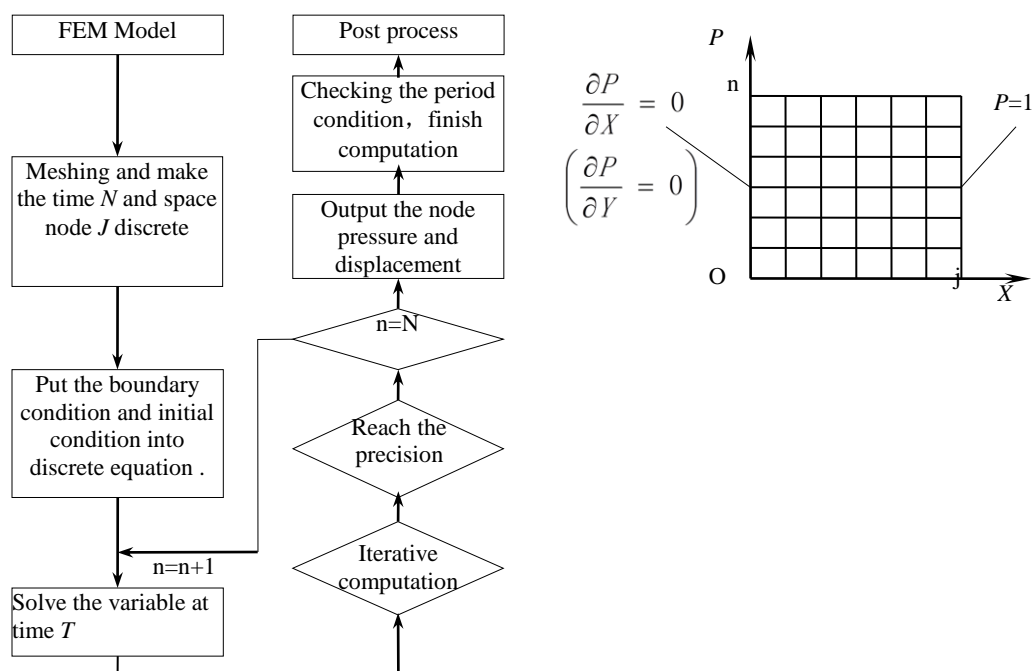 FEM Model
Meshing and make
the time N and space
node J discrete
Put the boundary
condition and initial
condition into
discrete equation .
n=n+1
Solve the variable at
time T
Post process
Checking the period
condition，finish
computation
Output the node
pressure and
displacement
n=N
Reach the
precision
Iterative
computation
∂P/∂X = 0
(∂P/∂Y = 0)
P
n
P=1
O
j
X